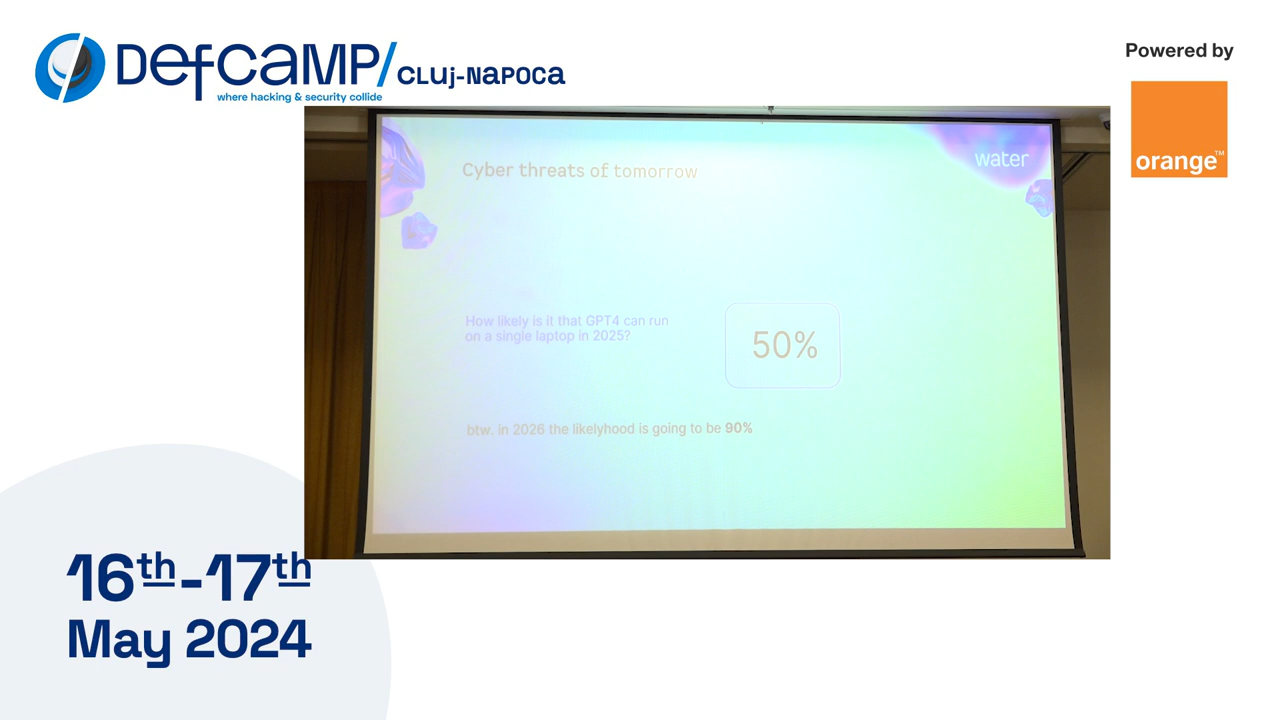 DefCamp/ Cluj-Napoca
where hacking & security collide
Powered by
orange™
water
Cyber threats of tomorrow
How likely is it that GPT4 can run
on a single laptop in 2025?
50%
btw. in 2026 the likelyhood is going to be 90%
16th-17th
May 2024